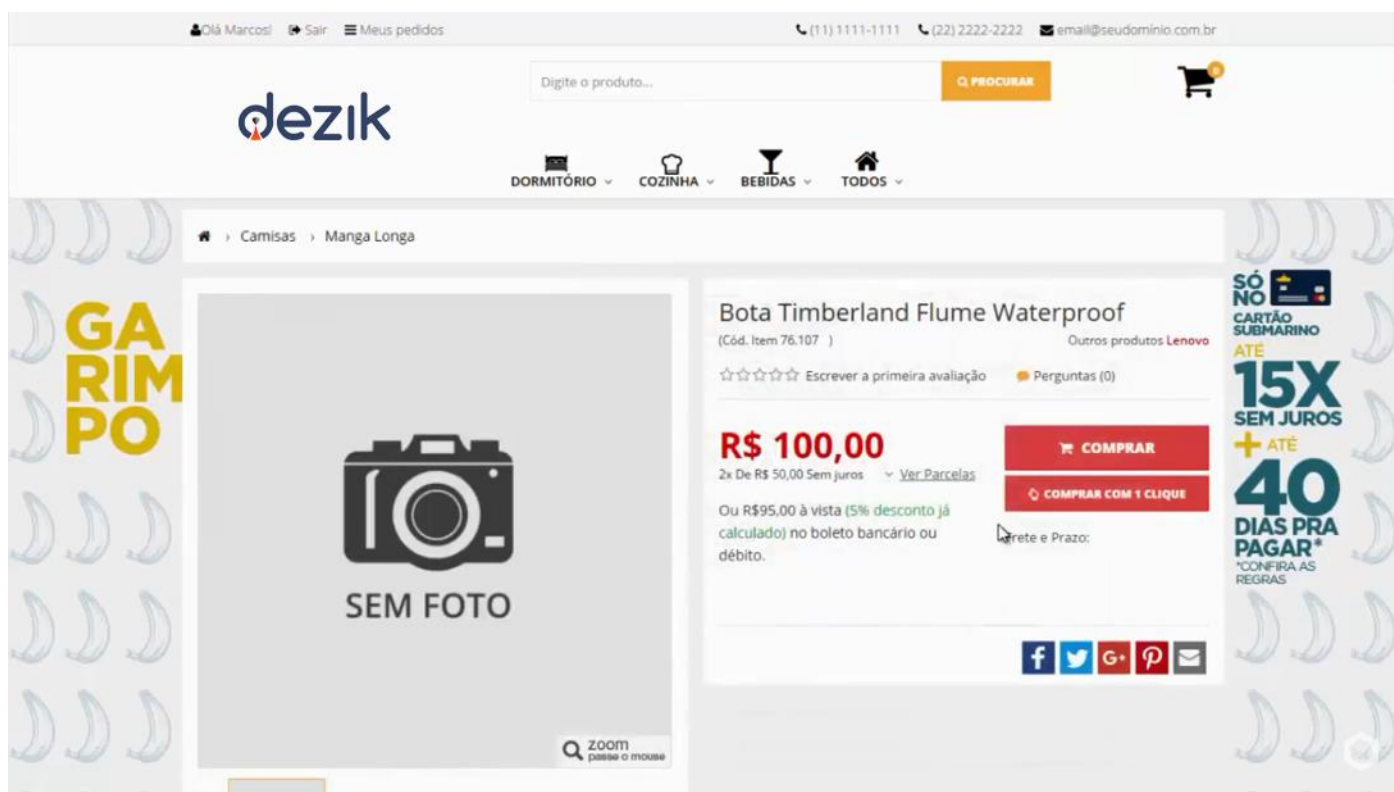 Olá Marcos! Sair Meus pedidos (11) 1111-1111 (22) 2222-2222 email@seudominio.com.br
Digite o produto... PROCURAR 0
dezik
DORMITÓRIO COZINHA BEBIDAS TODOS
Camisas › Manga Longa
GA
RIM
PO
SEM FOTO
zoom
passe o mouse
Bota Timberland Flume Waterproof
(Cód. Item 76.107 ) Outros produtos Lenovo
Escrever a primeira avaliação Perguntas (0)
R$ 100,00
2x De R$ 50,00 Sem juros Ver Parcelas
Ou R$95,00 à vista (5% desconto já
calculado) no boleto bancário ou
débito.
COMPRAR
COMPRAR COM 1 CLIQUE
rete e Prazo:
f G+
SÓ
NO
CARTÃO
SUBMARINO
ATÉ
15X
SEM JUROS
+ ATÉ
40
DIAS PRA
PAGAR*
*CONFIRA AS
REGRAS